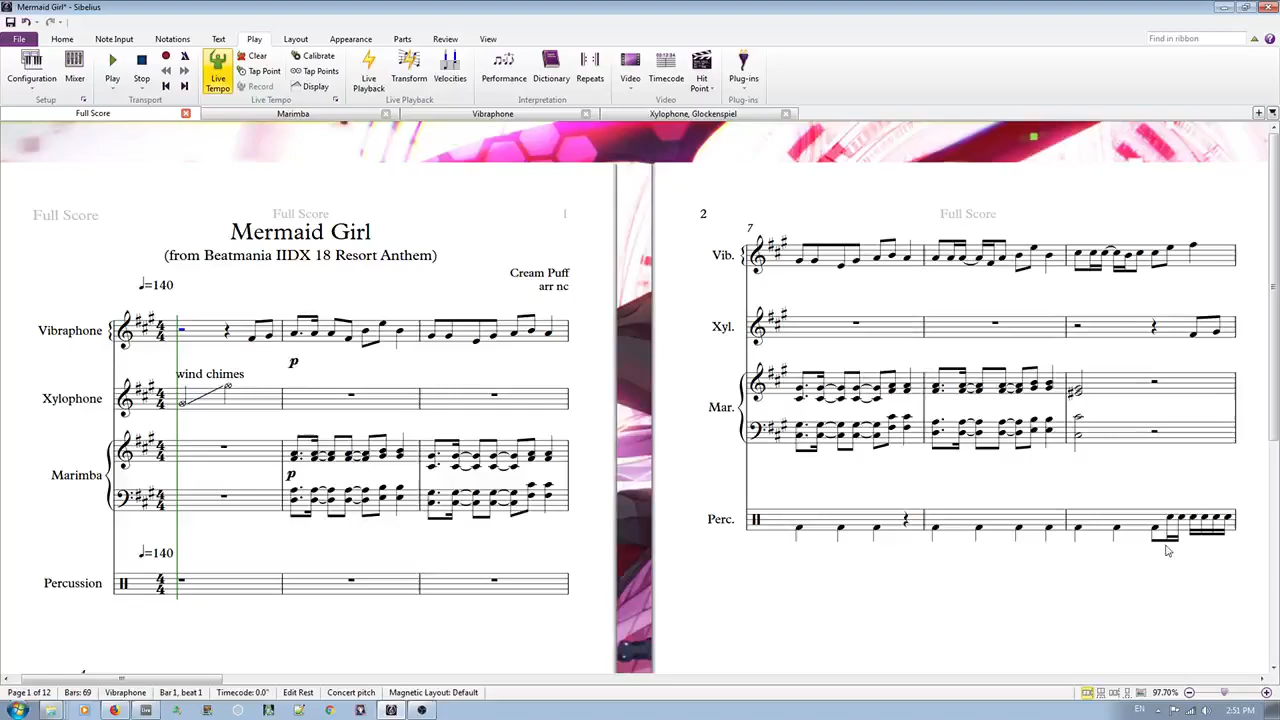 Mermaid Girl* - Sibelius
File Home Note Input Notations Text Play Layout Appearance Parts Review View Find in ribbon
Configuration Mixer Play Stop Live Tempo Clear Tap Point Record Calibrate Tap Points Display Live Playback Transform Velocities Performance Dictionary Repeats Video Timecode Hit Point Plug-ins
Setup Transport Live Tempo Live Playback Interpretation Video Plug-ins
Full Score Marimba Vibraphone Xylophone, Glockenspiel
Full Score Full Score 1
Mermaid Girl
(from Beatmania IIDX 18 Resort Anthem)
Cream Puff
arr nc
♩=140
Vibraphone
p
wind chimes
Xylophone
Marimba
p
♩=140
Percussion
2 Full Score
7
Vib.
Xyl.
Mar.
Perc.
Page 1 of 12 Bars: 69 Vibraphone Bar 1, beat 1 Timecode: 0.0" Edit Rest Concert pitch Magnetic Layout: Default 97.70%
EN 2:51 PM